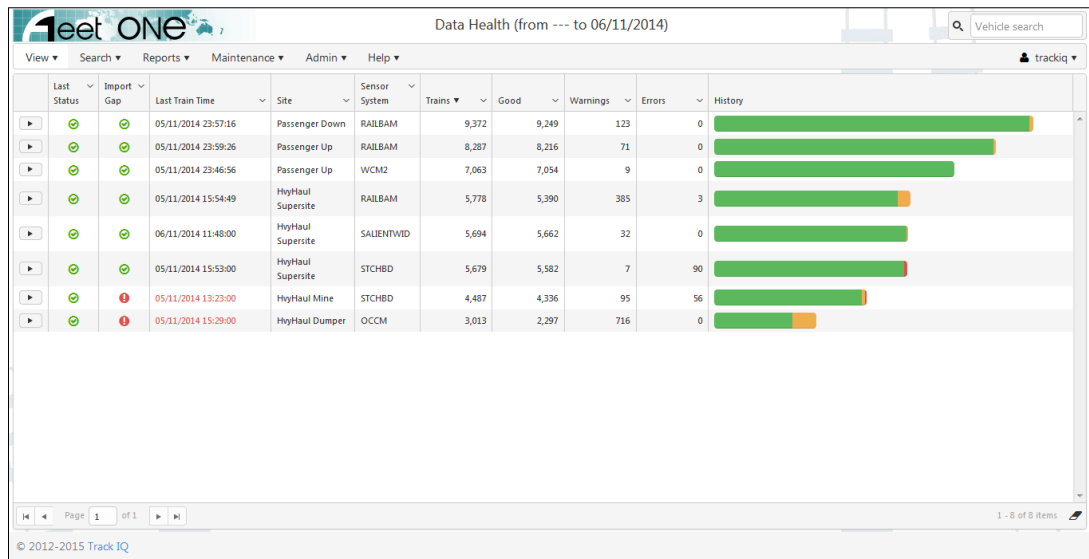 fleet ONE
Data Health (from --- to 06/11/2014)
Vehicle search
View ▾ Search ▾ Reports ▾ Maintenance ▾ Admin ▾ Help ▾ trackiq ▾
Last Status Import Gap Last Train Time Site Sensor System Trains ▼ Good Warnings Errors History
05/11/2014 23:57:16 Passenger Down RAILBAM 9,372 9,249 123 0
05/11/2014 23:59:26 Passenger Up RAILBAM 8,287 8,216 71 0
05/11/2014 23:46:56 Passenger Up WCM2 7,063 7,054 9 0
05/11/2014 15:54:49 HvyHaul Supersite RAILBAM 5,778 5,390 385 3
06/11/2014 11:48:00 HvyHaul Supersite SALIENTWID 5,694 5,662 32 0
05/11/2014 15:53:00 HvyHaul Supersite STCHBD 5,679 5,582 7 90
05/11/2014 13:23:00 HvyHaul Mine STCHBD 4,487 4,336 95 56
05/11/2014 15:29:00 HvyHaul Dumper OCCM 3,013 2,297 716 0
Page 1 of 1 1 - 8 of 8 items
© 2012-2015 Track IQ